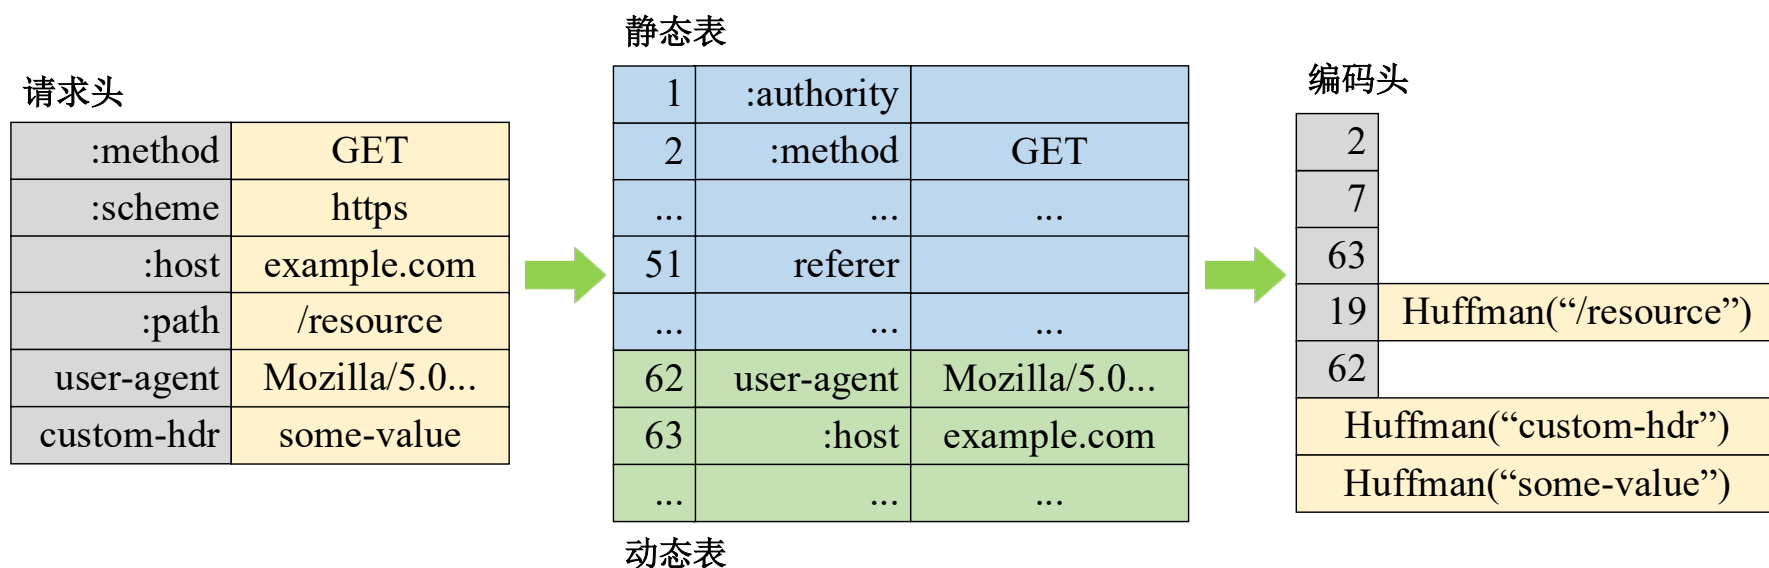 请求头
:method GET
:scheme https
:host example.com
:path /resource
user-agent Mozilla/5.0...
custom-hdr some-value
静态表
1 :authority
2 :method GET
... ... ...
51 referer
... ... ...
62 user-agent Mozilla/5.0...
63 :host example.com
... ... ...
动态表
编码头
2
7
63
19 Huffman(“/resource”)
62
Huffman(“custom-hdr”)
Huffman(“some-value”)